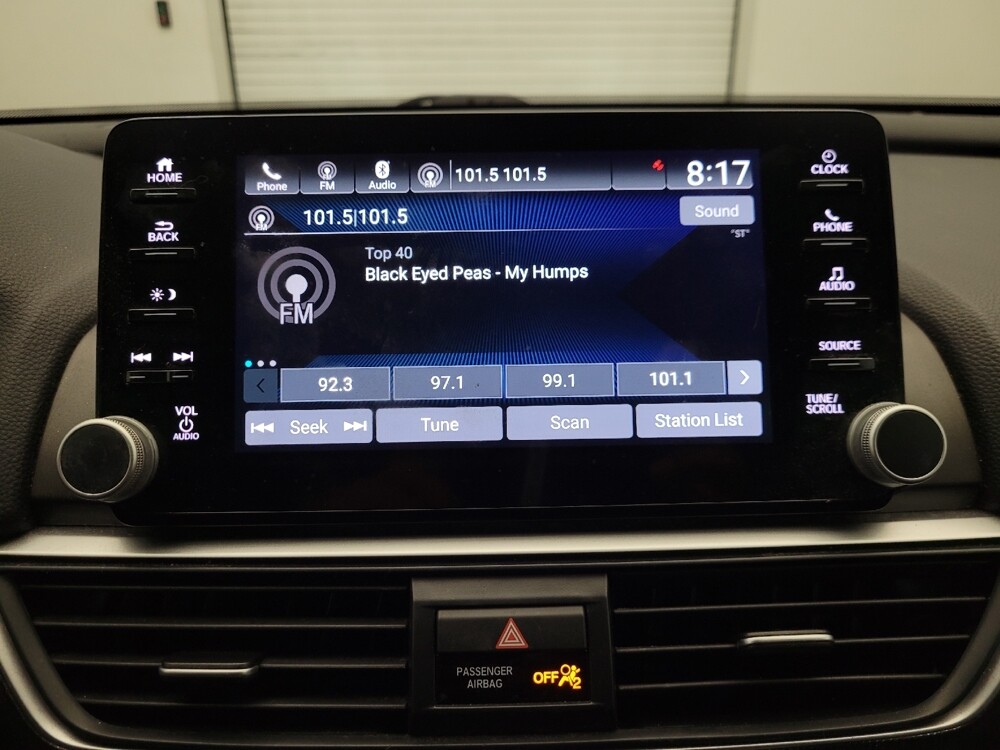 HOME
BACK
VOL
AUDIO
Phone
FM
Audio
101.5 101.5
8:17
FM
101.5|101.5
Sound
"ST"
FM
Top 40
Black Eyed Peas - My Humps
92.3
97.1
99.1
101.1
Seek
Tune
Scan
Station List
CLOCK
PHONE
AUDIO
SOURCE
TUNE/
SCROLL
PASSENGER
AIRBAG
OFF
2